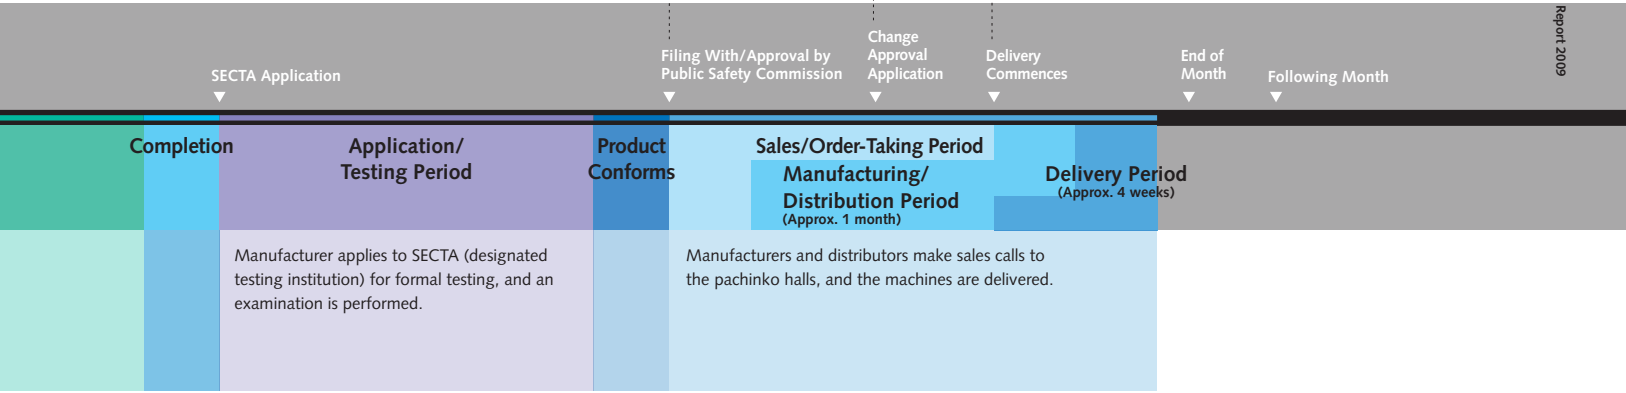 Report 2009
SECTA Application
Filing With/Approval by
Public Safety Commission
Change
Approval
Application
Delivery
Commences
End of
Month
Following Month
Completion
Application/
Testing Period
Product
Conforms
Sales/Order-Taking Period
Manufacturing/
Distribution Period
(Approx. 1 month)
Delivery Period
(Approx. 4 weeks)
Manufacturer applies to SECTA (designated
testing institution) for formal testing, and an
examination is performed.
Manufacturers and distributors make sales calls to
the pachinko halls, and the machines are delivered.